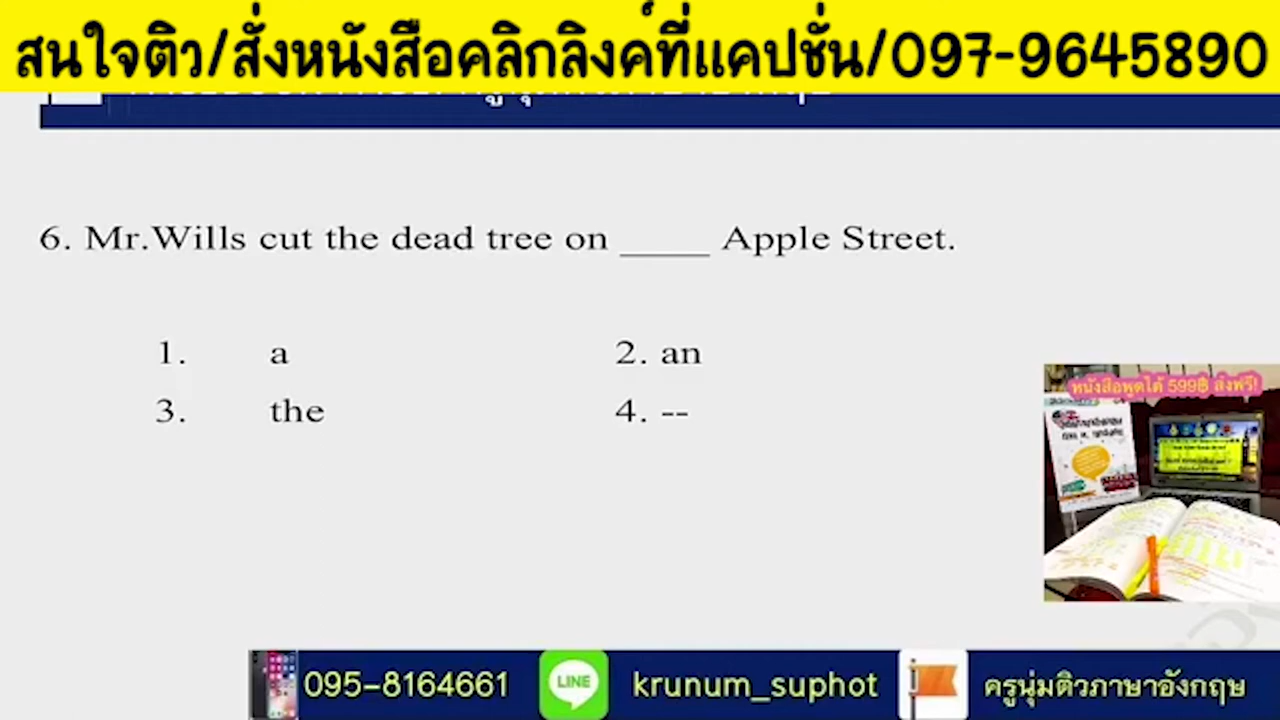 สนใจติว/สั่งหนังสือคลิกลิงค์ที่แคปชั่น/097-9645890
6. Mr.Wills cut the dead tree on _____ Apple Street.
1. a 2. an
3. the 4. --
หนังสือพูดได้ 599฿ ส่งฟรี!
095-8164661 LINE krunum_suphot ครูนุ่มติวภาษาอังกฤษ